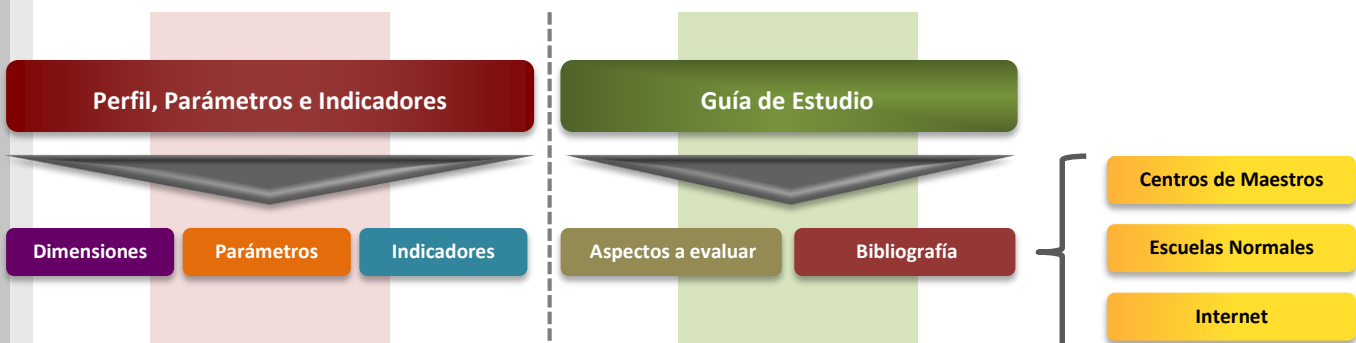 Perfil, Parámetros e Indicadores
Guía de Estudio
Dimensiones
Parámetros
Indicadores
Aspectos a evaluar
Bibliografía
Centros de Maestros
Escuelas Normales
Internet